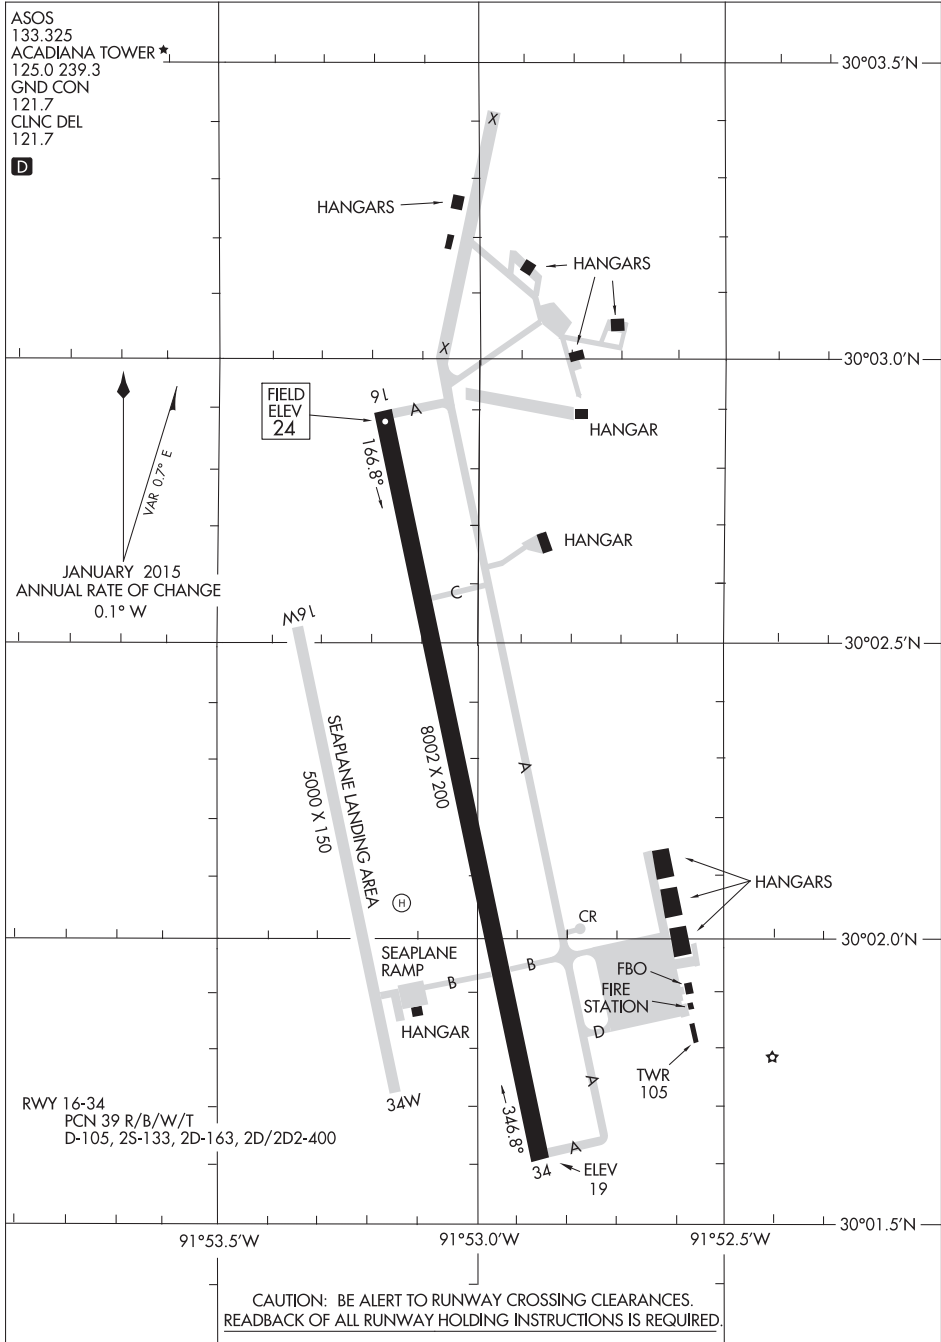 ASOS
133.325
ACADIANA TOWER ★
125.0 239.3
GND CON
121.7
CLNC DEL
121.7
D
30°03.5'N
X
HANGARS
HANGARS
X
30°03.0'N
FIELD
ELEV
24
16
A
HANGAR
166.8°
VAR 0.7° E
HANGAR
JANUARY 2015
ANNUAL RATE OF CHANGE
0.1° W
C
16W
30°02.5'N
SEAPLANE LANDING AREA
5000 X 150
8002 X 200
A
HANGARS
H
CR
30°02.0'N
SEAPLANE
RAMP
B
B
FBO
FIRE
STATION
HANGAR
D
TWR
105
A
34W
RWY 16-34
PCN 39 R/B/W/T
D-105, 2S-133, 2D-163, 2D/2D2-400
346.8°
A
34
ELEV
19
30°01.5'N
91°53.5'W
91°53.0'W
91°52.5'W
CAUTION: BE ALERT TO RUNWAY CROSSING CLEARANCES.
READBACK OF ALL RUNWAY HOLDING INSTRUCTIONS IS REQUIRED.